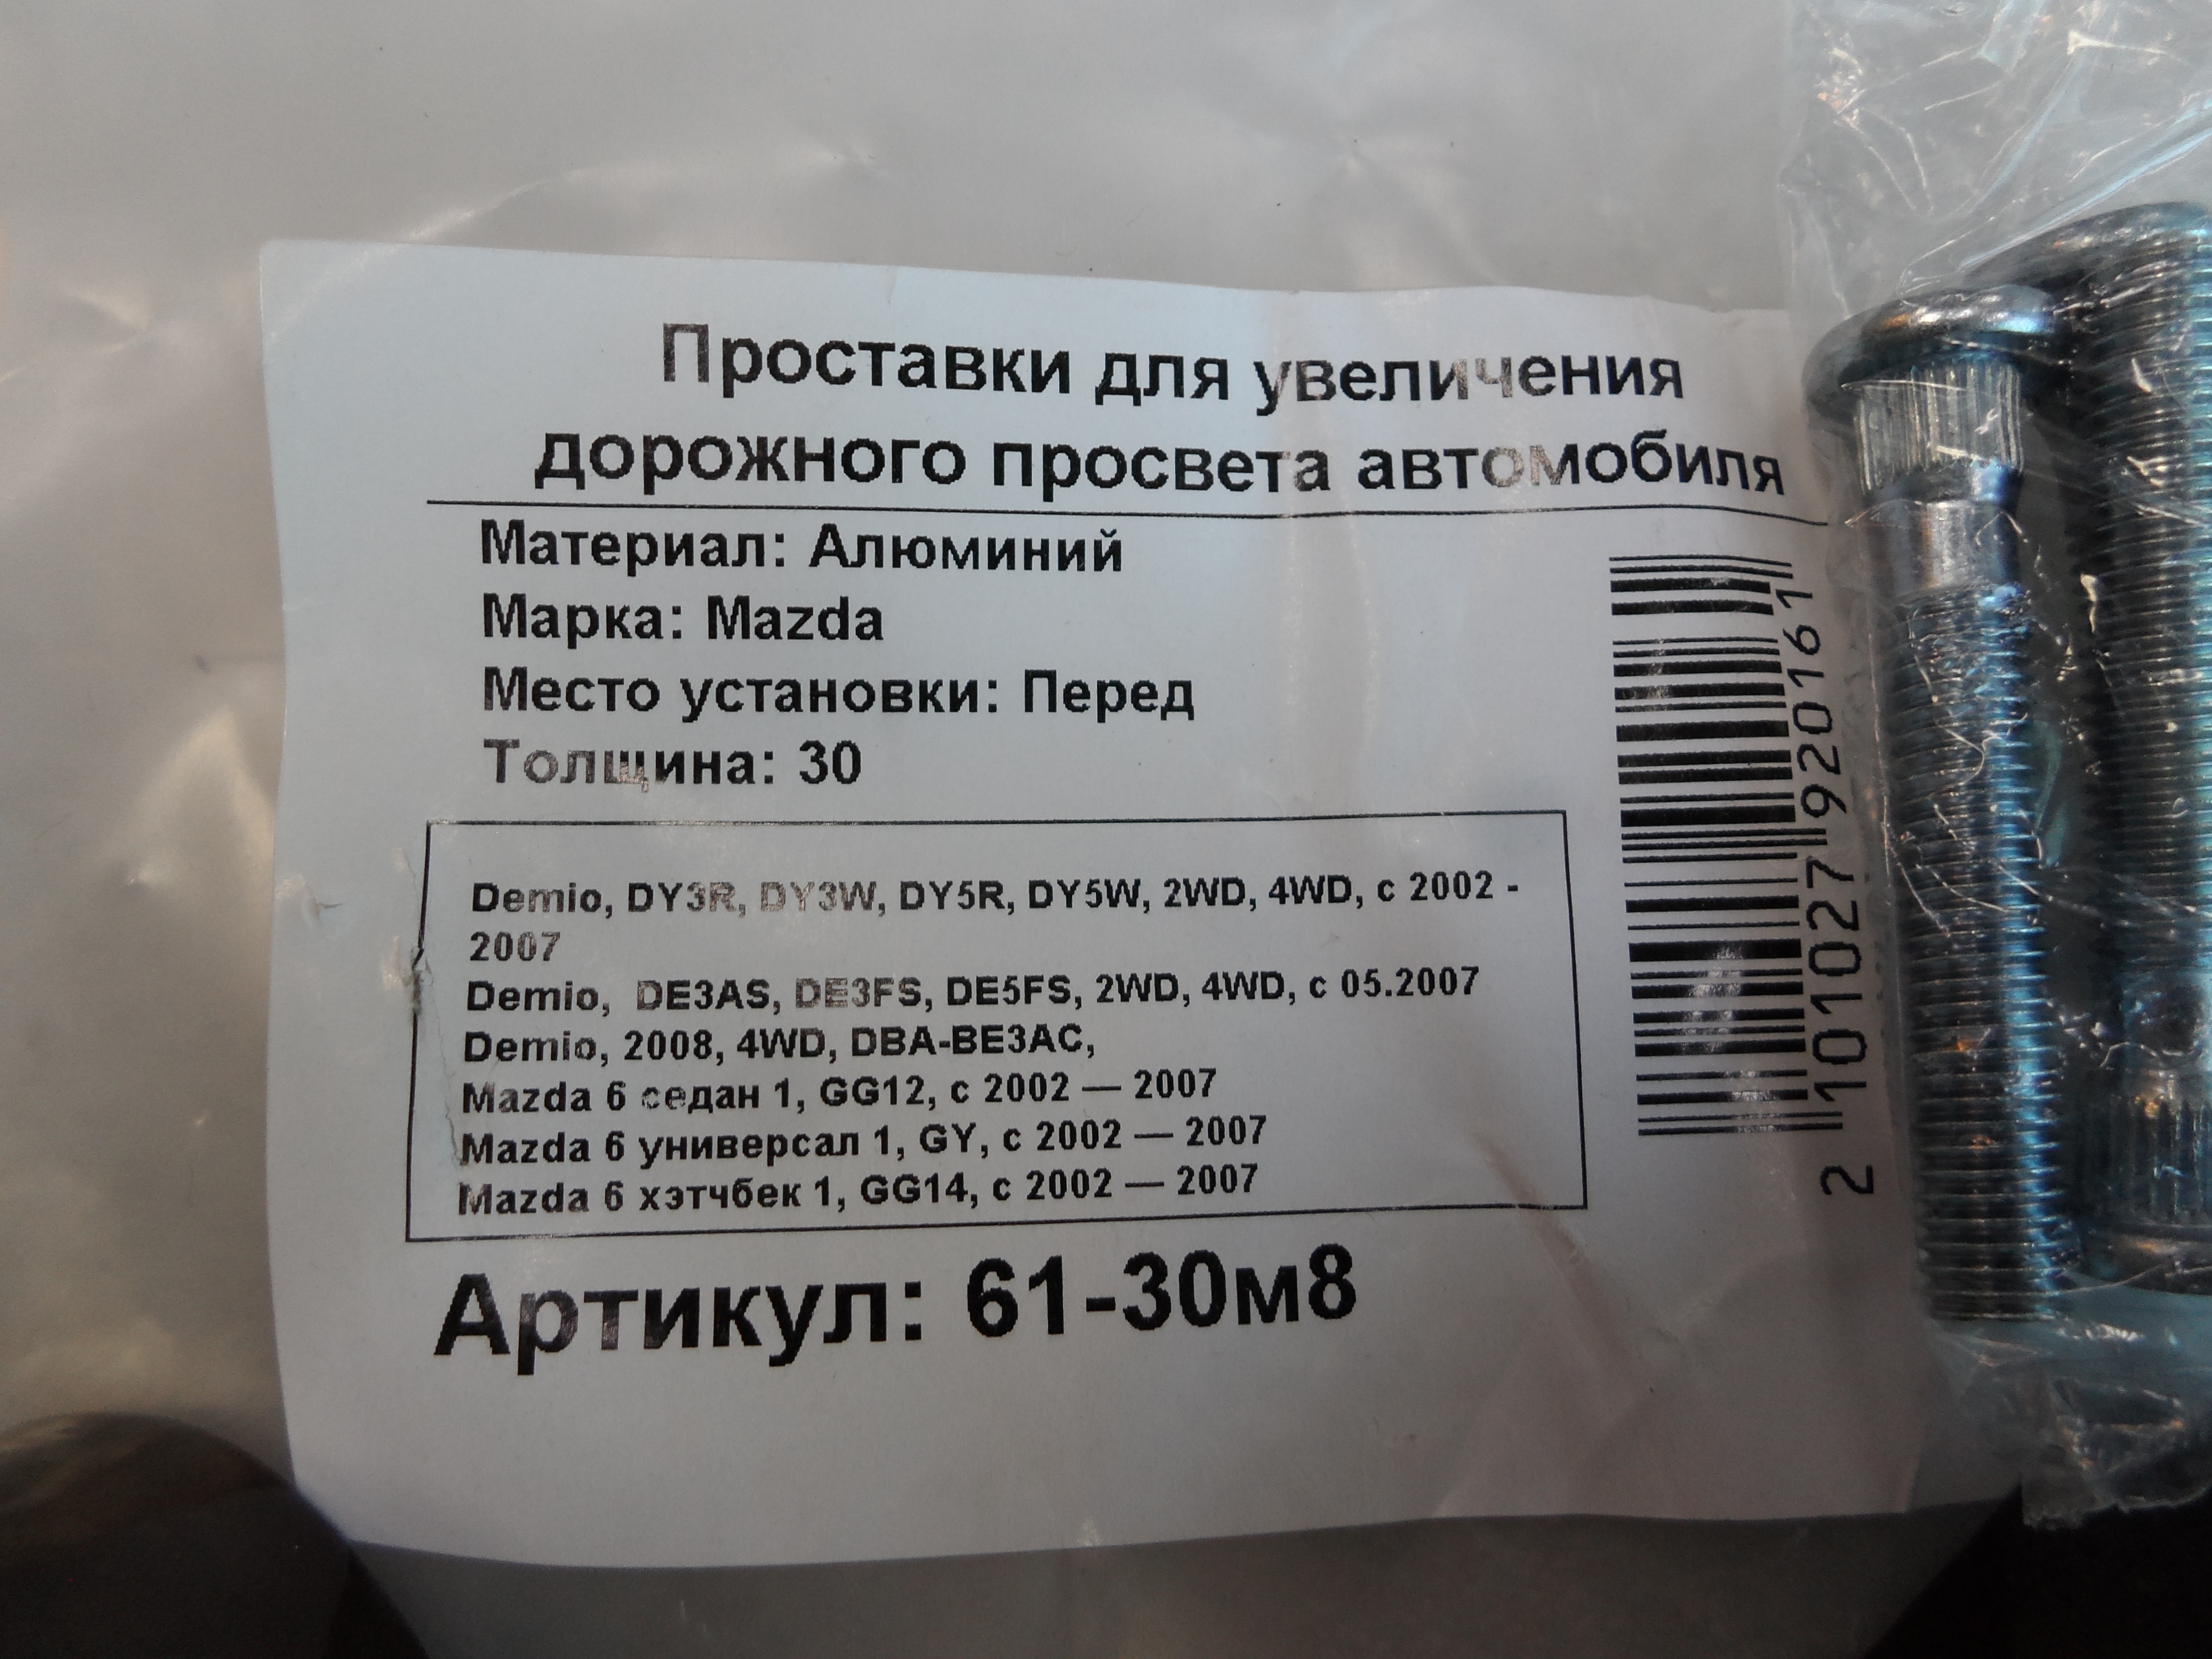 Проставки для увеличения
дорожного просвета автомобиля
Материал: Алюминий
Марка: Mazda
Место установки: Перед
Толщина: 30
Demio, DY3R, DY3W, DY5R, DY5W, 2WD, 4WD, с 2002 -
2007
Demio, DE3AS, DE3FS, DE5FS, 2WD, 4WD, с 05.2007
Demio, 2008, 4WD, DBA-BE3AC,
Mazda 6 седан 1, GG12, с 2002 — 2007
Mazda 6 универсал 1, GY, с 2002 — 2007
Mazda 6 хэтчбек 1, GG14, с 2002 — 2007
Артикул: 61-30м8
2 101027 920161